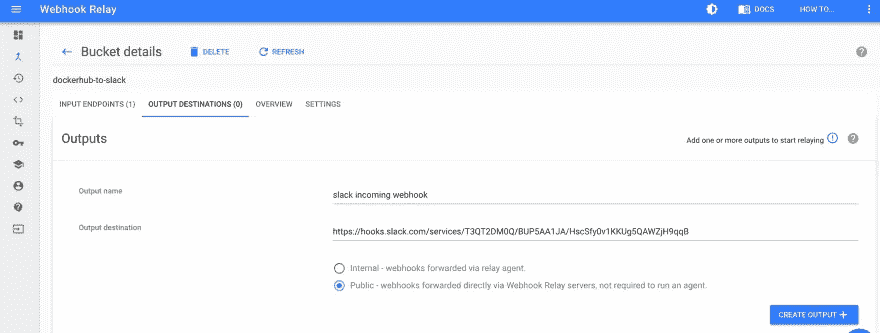 Webhook Relay
DOCS
HOW TO...
Bucket details
DELETE
REFRESH
dockerhub-to-slack
INPUT ENDPOINTS (1) OUTPUT DESTINATIONS (0) OVERVIEW SETTINGS
Outputs
Add one or more outputs to start relaying
Output name
slack incoming webhook
Output destination
https://hooks.slack.com/services/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
Internal - webhooks forwarded via relay agent.
Public - webhooks forwarded directly via Webhook Relay servers, not required to run an agent.
CREATE OUTPUT +